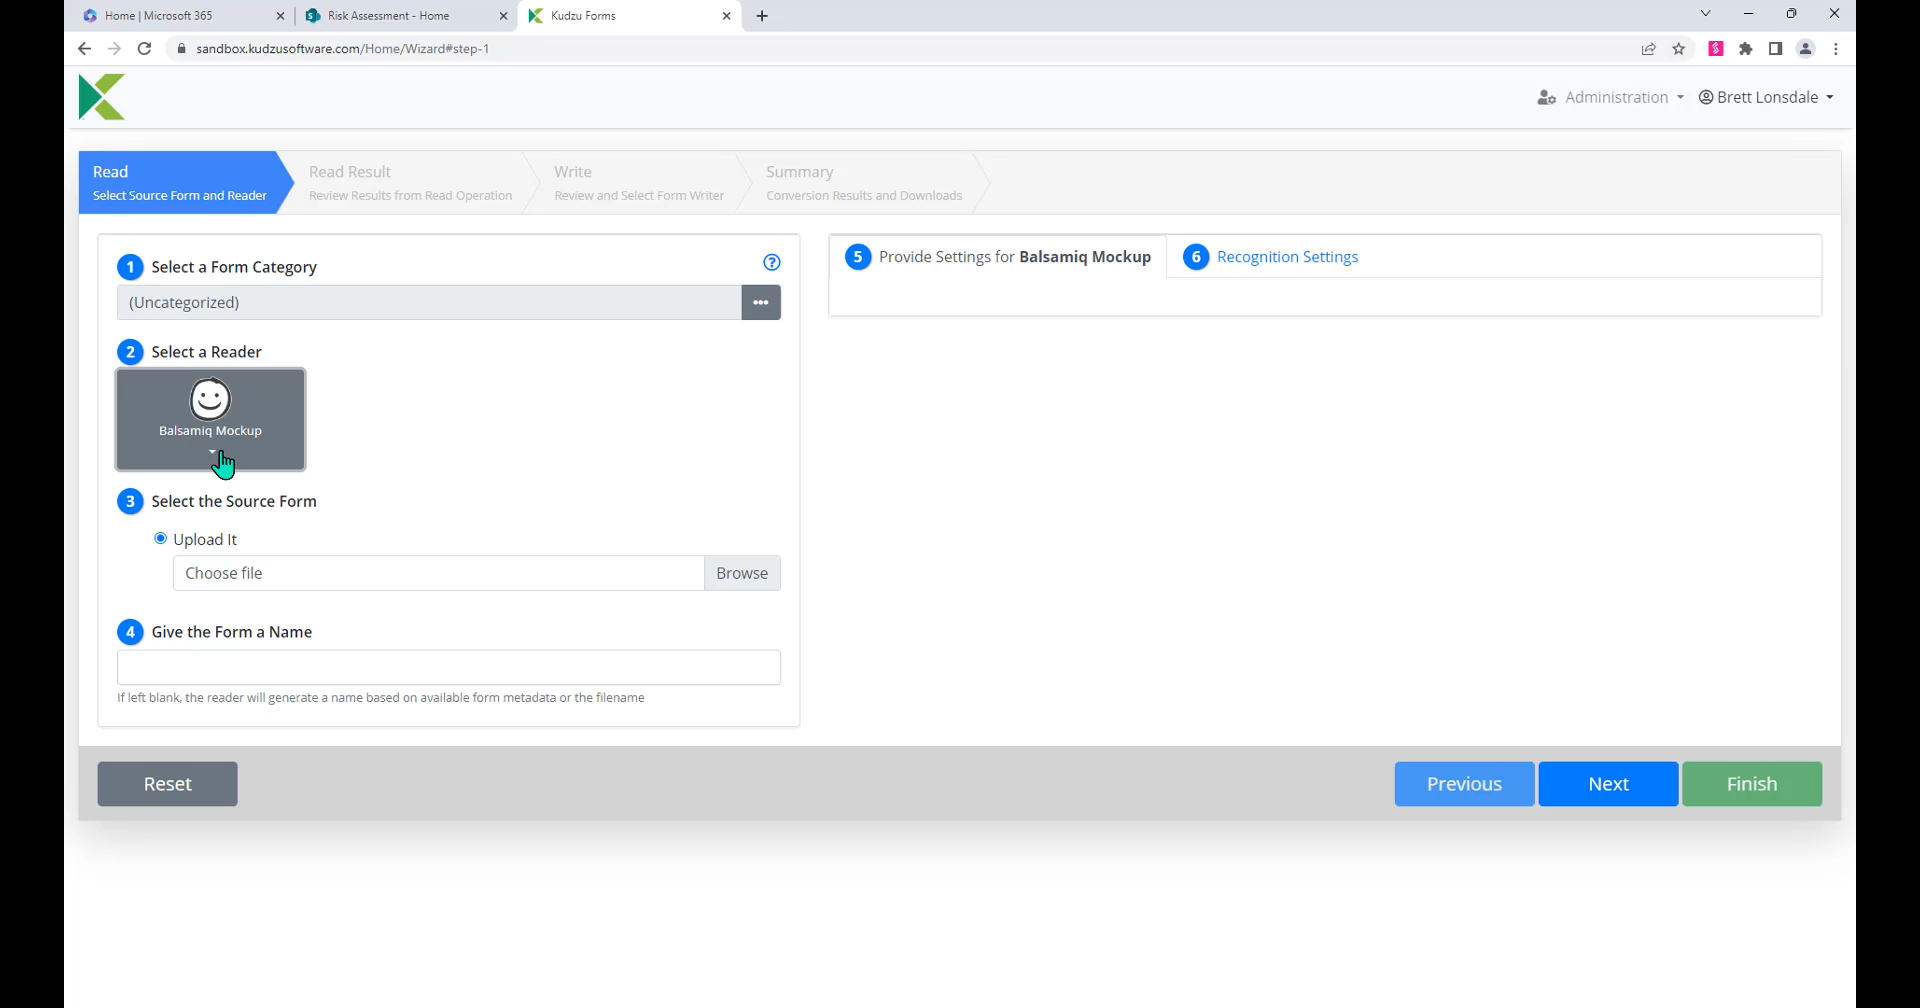 Home | Microsoft 365
Risk Assessment - Home
Kudzu Forms
sandbox.kudzusoftware.com/Home/Wizard#step-1
Administration
Brett Lonsdale
Read
Select Source Form and Reader
Read Result
Review Results from Read Operation
Write
Review and Select Form Writer
Summary
Conversion Results and Downloads
1 Select a Form Category
(Uncategorized)
2 Select a Reader
Balsamiq Mockup
3 Select the Source Form
Upload It
Choose file
Browse
4 Give the Form a Name
If left blank, the reader will generate a name based on available form metadata or the filename
5 Provide Settings for Balsamiq Mockup
6 Recognition Settings
Reset
Previous
Next
Finish